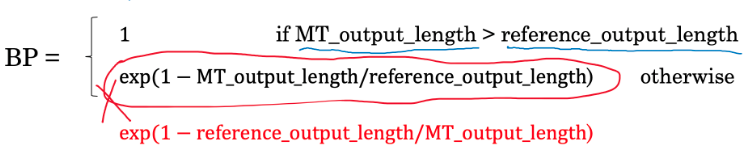 1 if MT_output_length > reference_output_length
BP =
exp(1 − MT_output_length/reference_output_length) otherwise
exp(1 − reference_output_length/MT_output_length)